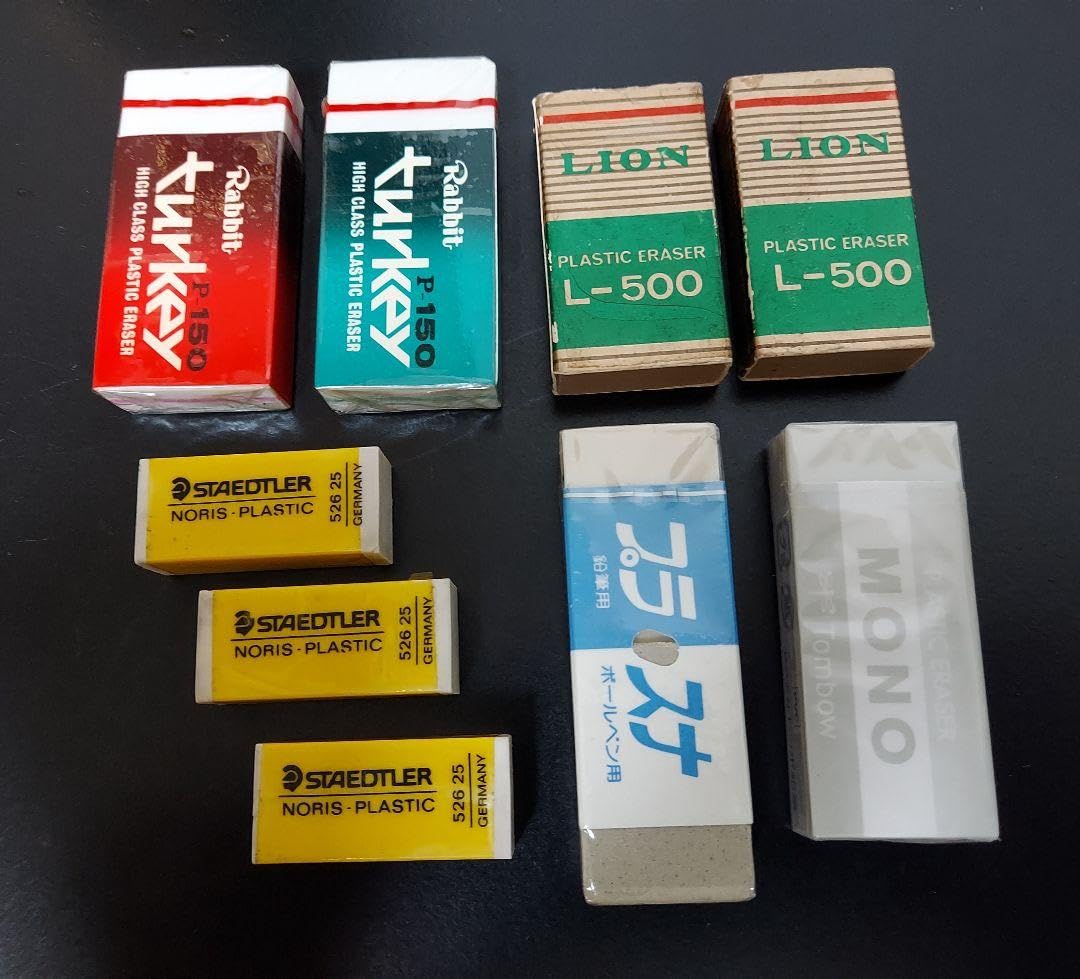 Rabbit
turkey P-150
HIGH CLASS PLASTIC ERASER
Rabbit
turkey P-150
HIGH CLASS PLASTIC ERASER
LION
PLASTIC ERASER
L-500
LION
PLASTIC ERASER
L-500
STAEDTLER
NORIS-PLASTIC
526 25
GERMANY
STAEDTLER
NORIS-PLASTIC
526 25
GERMANY
STAEDTLER
NORIS-PLASTIC
526 25
GERMANY
プラスナ
鉛筆用
ボールペン用
ERASER
MONO
Tombow